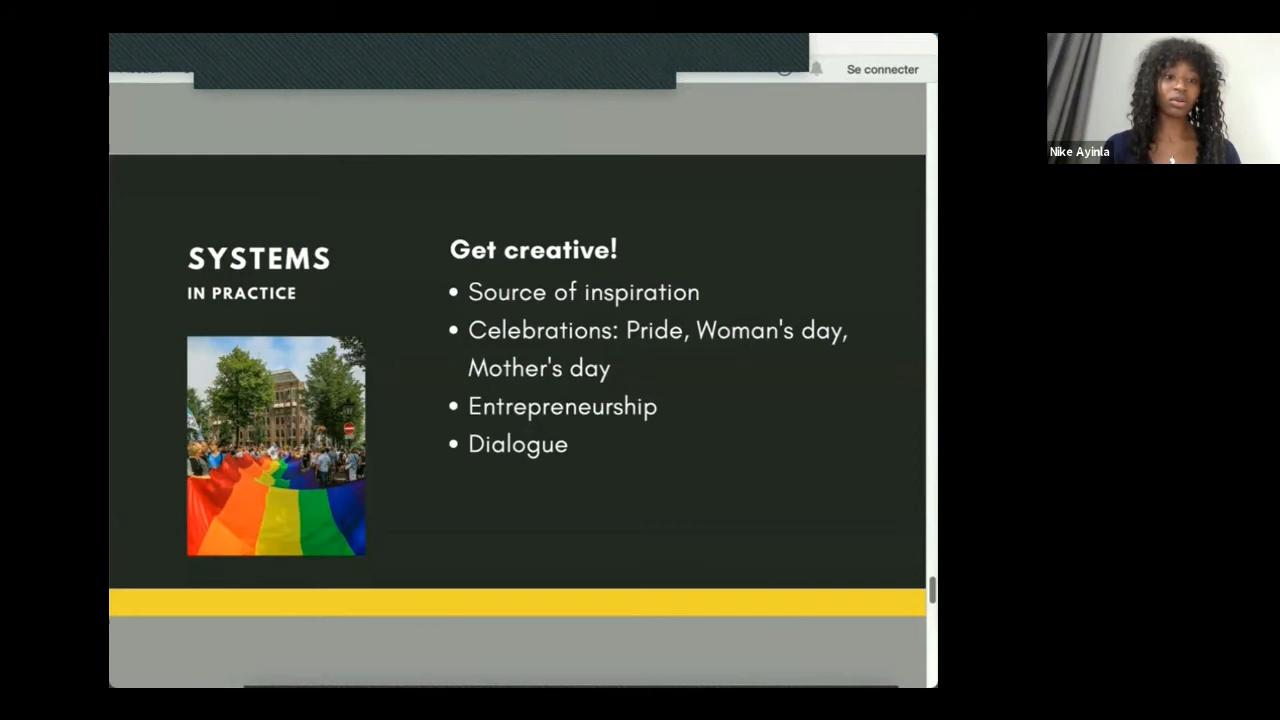 Se connecter
Nike Ayinla
SYSTEMS
IN PRACTICE
Get creative!
• Source of inspiration
• Celebrations: Pride, Woman's day,
Mother's day
• Entrepreneurship
• Dialogue